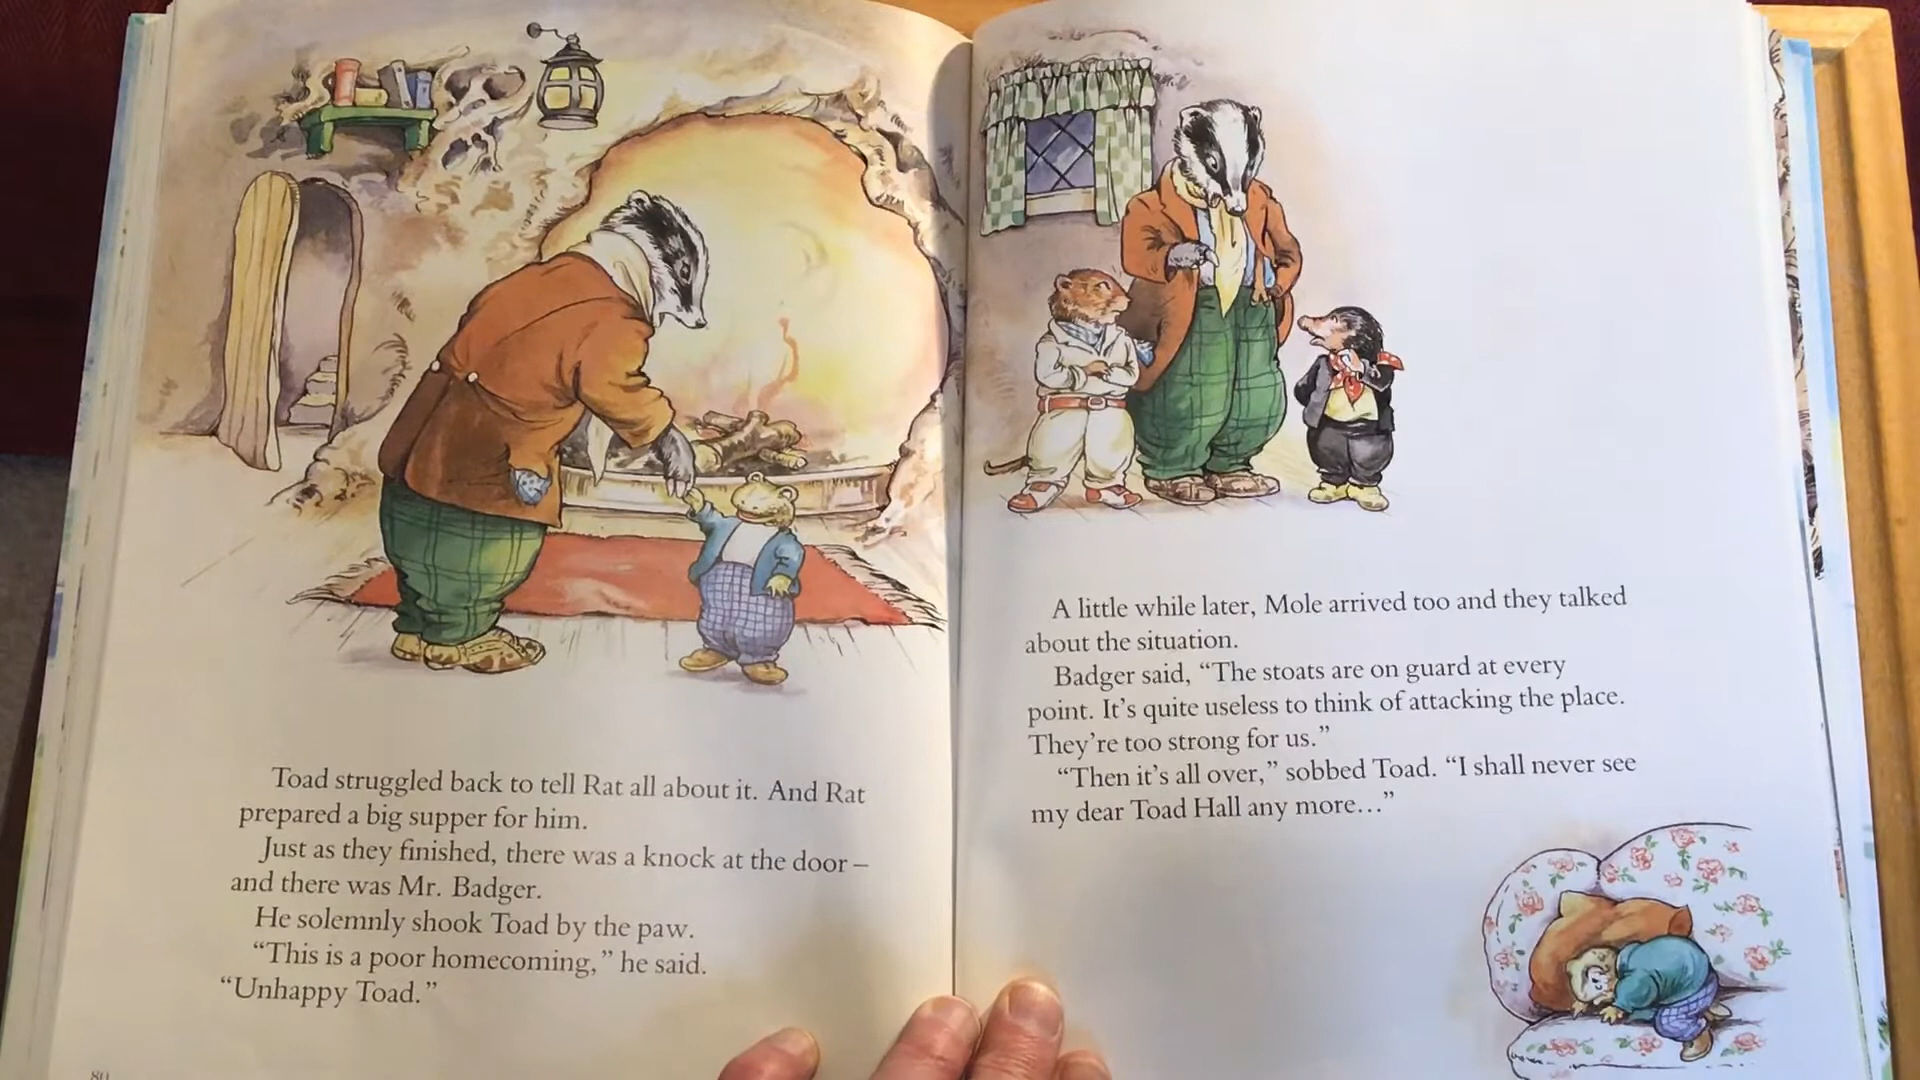 Toad struggled back to tell Rat all about it. And Rat
prepared a big supper for him.
Just as they finished, there was a knock at the door –
and there was Mr. Badger.
He solemnly shook Toad by the paw.
“This is a poor homecoming,” he said.
“Unhappy Toad.”
80
A little while later, Mole arrived too and they talked
about the situation.
Badger said, “The stoats are on guard at every
point. It’s quite useless to think of attacking the place.
They’re too strong for us.”
“Then it’s all over,” sobbed Toad. “I shall never see
my dear Toad Hall any more…”